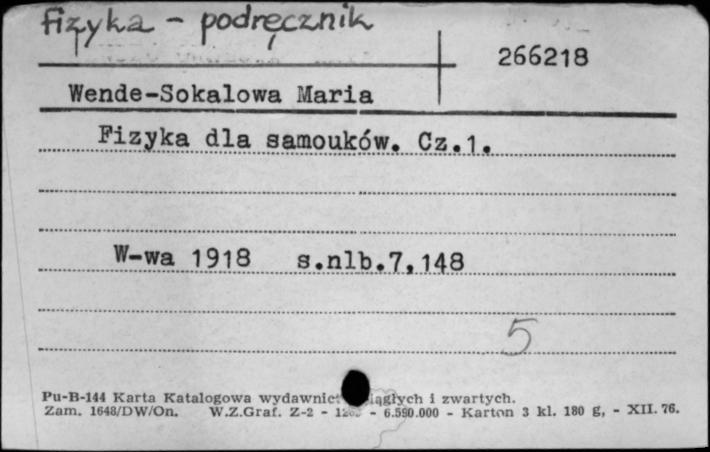 fizyka - podręcznik
266218
Wende-Sokalowa Maria
Fizyka dla samouków. Cz.1.
W-wa 1918 s.nlb.7,148
5
Pu-B-144 Karta Katalogowa wydawnic i zwartych.
Zam. 1648/DW/On. W.Z.Graf. Z-2 - - 6.590.000 - Karton 3 kl. 180 g, - XII. 76.